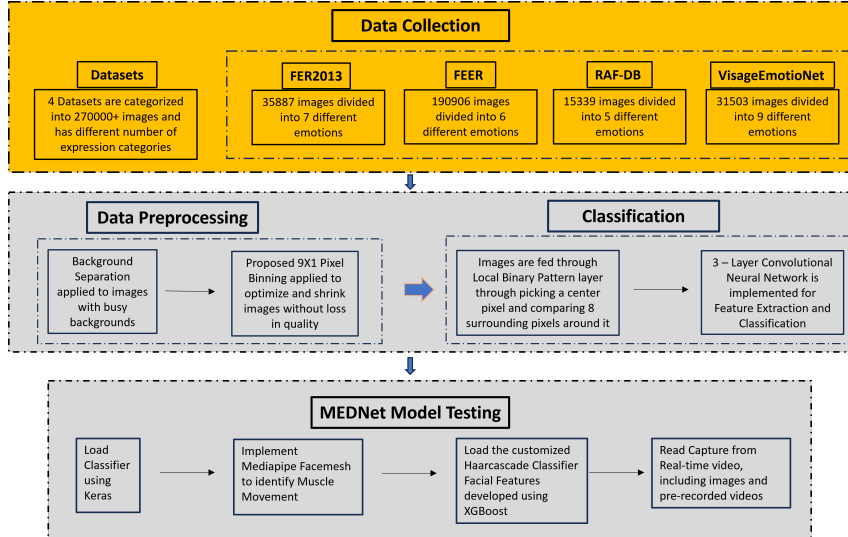 Data Collection
Datasets
4 Datasets are categorized
into 270000+ images and
has different number of
expression categories
FER2013
35887 images divided
into 7 different
emotions
FEER
190906 images
divided into 6
different emotions
RAF-DB
15339 images divided
into 5 different
emotions
VisageEmotioNet
31503 images divided
into 9 different
emotions
Data Preprocessing
Background
Separation
applied to images
with busy
backgrounds
Proposed 9X1 Pixel
Binning applied to
optimize and shrink
images without loss
in quality
Classification
Images are fed through
Local Binary Pattern layer
through picking a center
pixel and comparing 8
surrounding pixels around it
3 – Layer Convolutional
Neural Network is
implemented for
Feature Extraction and
Classification
MEDNet Model Testing
Load
Classifier
using
Keras
Implement
Mediapipe Facemesh
to identify Muscle
Movement
Load the customized
Haarcascade Classifier
Facial Features
developed using
XGBoost
Read Capture from
Real-time video,
including images and
pre-recorded videos